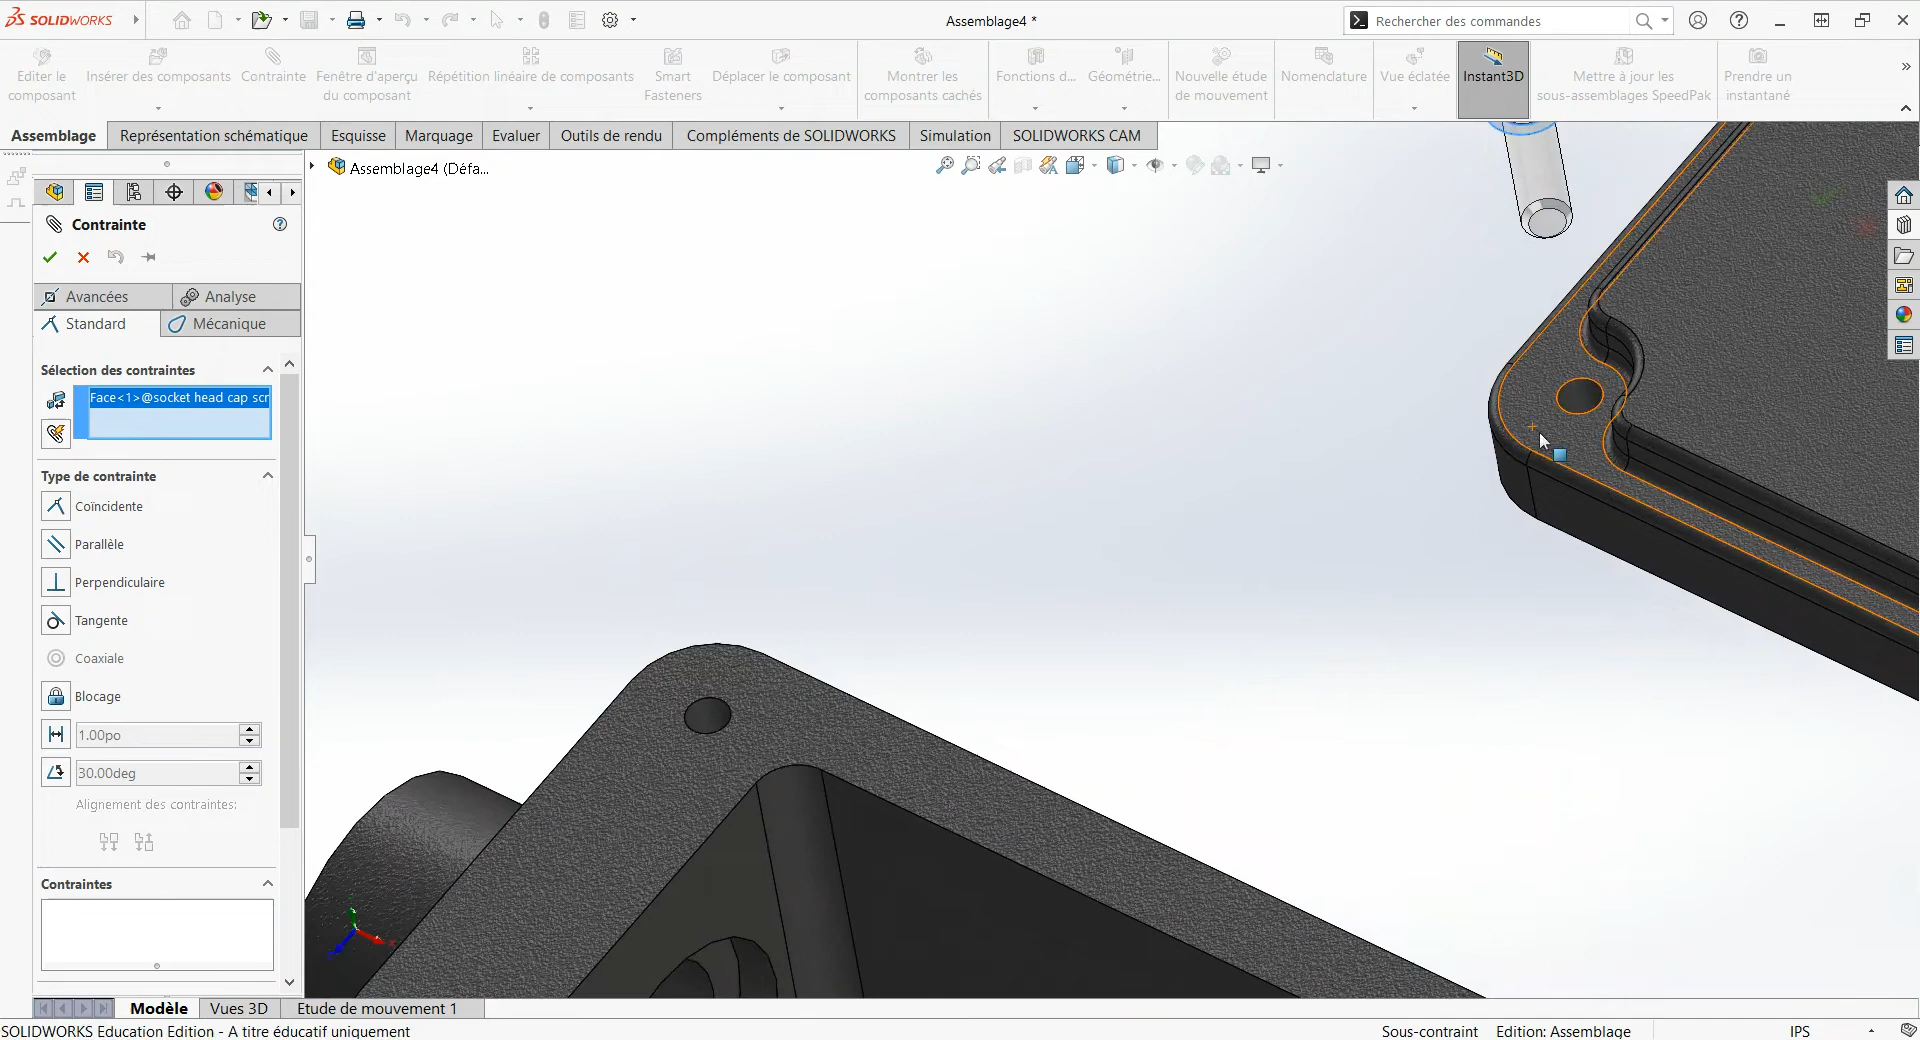 SOLIDWORKS
Assemblage4 *
Rechercher des commandes
Editer le composant
Insérer des composants
Contrainte
Fenêtre d'aperçu du composant
Répétition linéaire de composants
Smart Fasteners
Déplacer le composant
Montrer les composants cachés
Fonctions d...
Géométrie...
Nouvelle étude de mouvement
Nomenclature
Vue éclatée
Instant3D
Mettre à jour les sous-assemblages SpeedPak
Prendre un instantané
Assemblage
Représentation schématique
Esquisse
Marquage
Evaluer
Outils de rendu
Compléments de SOLIDWORKS
Simulation
SOLIDWORKS CAM
Assemblage4 (Défa...
Contrainte
Avancées
Analyse
Standard
Mécanique
Sélection des contraintes
Face<1>@socket head cap scr
Type de contrainte
Coïncidente
Parallèle
Perpendiculaire
Tangente
Coaxiale
Blocage
1.00po
30.00deg
Alignement des contraintes:
Contraintes
Modèle
Vues 3D
Etude de mouvement 1
SOLIDWORKS Education Edition - A titre éducatif uniquement
Sous-contraint
Edition: Assemblage
IPS